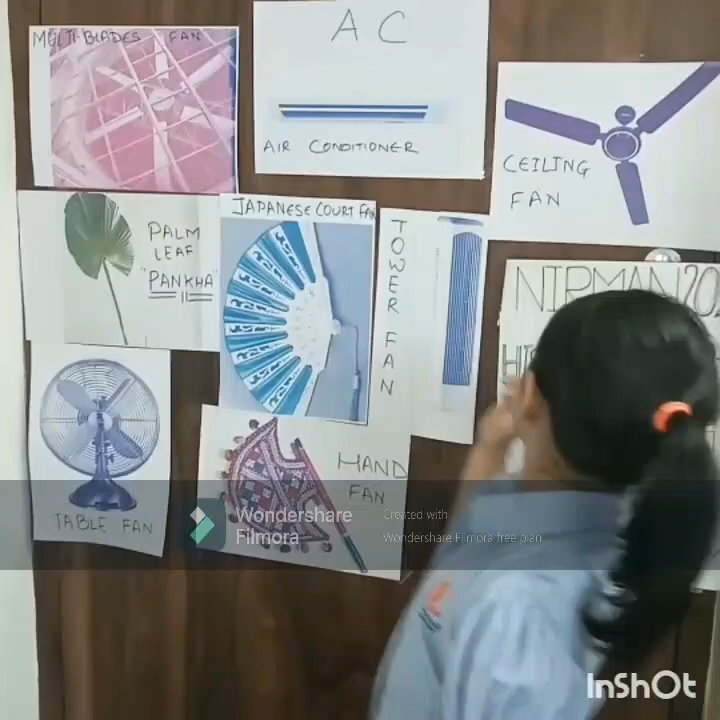 MULTI-BLADES FAN
A C
AIR CONDITIONER
CEILING
FAN
PALM
LEAF
"PANKHA"
JAPANESE COURT FAN
TOWER FAN
NIRMAN 20
TABLE FAN
HAND
FAN
Wondershare
Filmora
Created with
Wondershare Filmora free plan
InShOt